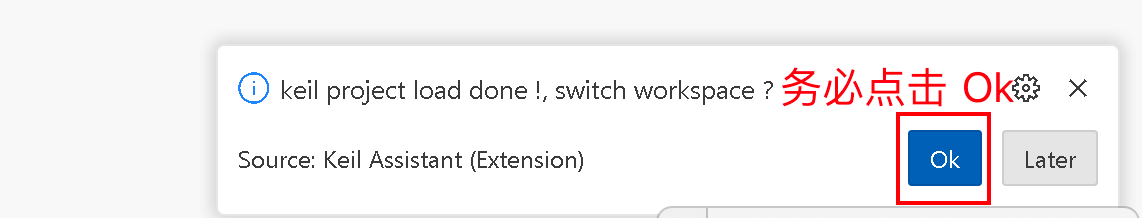 keil project load done !, switch workspace ? 务必点击 Ok
Source: Keil Assistant (Extension)
Ok
Later